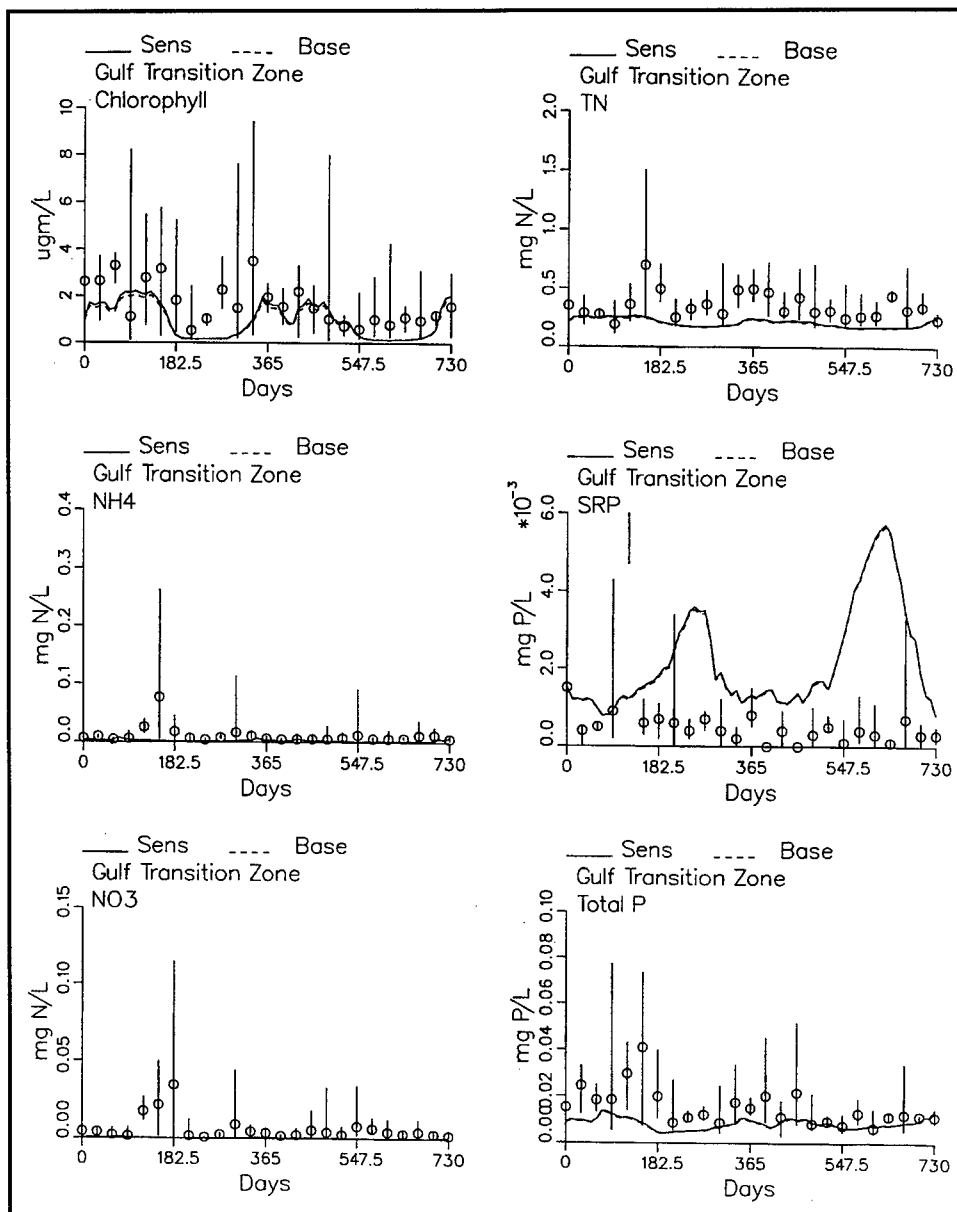 Sens Base
Gulf Transition Zone
Chlorophyll
ugm/L
10
8
6
4
2
0
0 182.5 365 547.5 730
Days
Sens Base
Gulf Transition Zone
TN
mg N/L
2.0
1.5
1.0
0.5
0.0
0 182.5 365 547.5 730
Days
Sens Base
Gulf Transition Zone
NH4
mg N/L
0.4
0.3
0.2
0.1
0.0
0 182.5 365 547.5 730
Days
Sens Base
Gulf Transition Zone
SRP
*10⁻³
mg P/L
6.0
4.0
2.0
0.0
0 182.5 365 547.5 730
Days
Sens Base
Gulf Transition Zone
NO3
mg N/L
0.15
0.10
0.05
0.00
0 182.5 365 547.5 730
Days
Sens Base
Gulf Transition Zone
Total P
mg P/L
0.10
0.08
0.06
0.04
0.02
0.00
0 182.5 365 547.5 730
Days